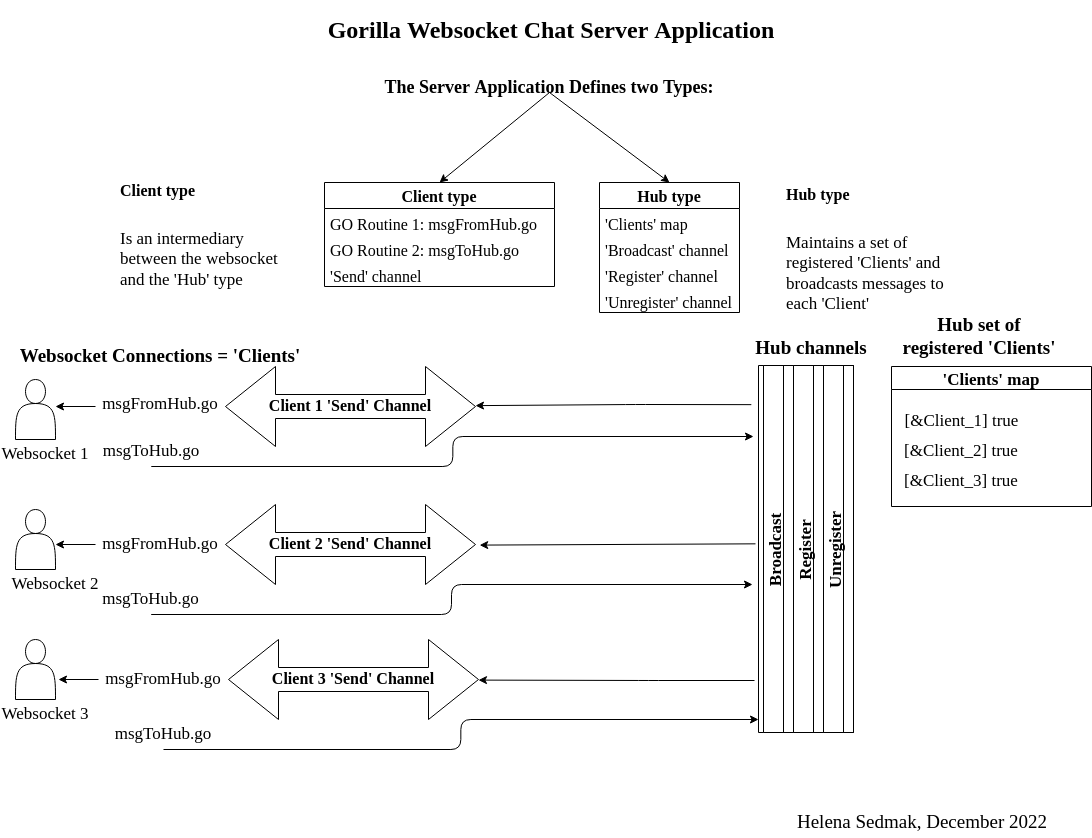 Gorilla Websocket Chat Server Application
The Server Application Defines two Types:
Client type
Is an intermediary
between the websocket
and the 'Hub' type
Client type
GO Routine 1: msgFromHub.go
GO Routine 2: msgToHub.go
'Send' channel
Hub type
'Clients' map
'Broadcast' channel
'Register' channel
'Unregister' channel
Hub type
Maintains a set of
registered 'Clients' and
broadcasts messages to
each 'Client'
Websocket Connections = 'Clients'
Hub channels
Hub set of
registered 'Clients'
msgFromHub.go
Client 1 'Send' Channel
Websocket 1
msgToHub.go
msgFromHub.go
Client 2 'Send' Channel
Websocket 2
msgToHub.go
msgFromHub.go
Client 3 'Send' Channel
Websocket 3
msgToHub.go
Broadcast
Register
Unregister
'Clients' map
[&Client_1] true
[&Client_2] true
[&Client_3] true
Helena Sedmak, December 2022